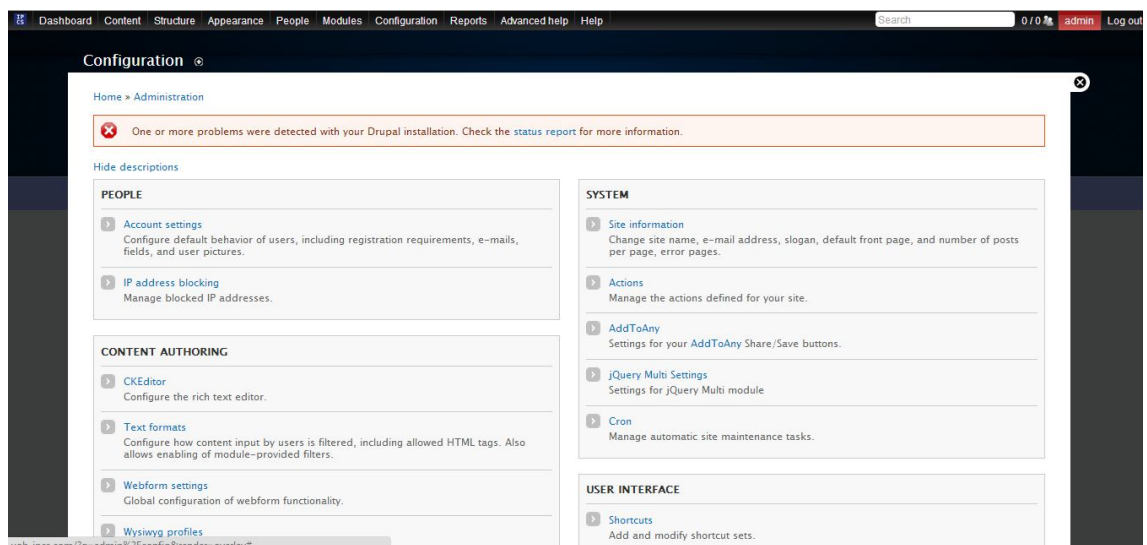 Dashboard Content Structure Appearance People Modules Configuration Reports Advanced help Help Search 0 / 0 admin Log out
Configuration
Home » Administration
One or more problems were detected with your Drupal installation. Check the status report for more information.
Hide descriptions
PEOPLE
Account settings
Configure default behavior of users, including registration requirements, e-mails,
fields, and user pictures.
IP address blocking
Manage blocked IP addresses.
CONTENT AUTHORING
CKEditor
Configure the rich text editor.
Text formats
Configure how content input by users is filtered, including allowed HTML tags. Also
allows enabling of module-provided filters.
Webform settings
Global configuration of webform functionality.
Wysiwyg profiles
SYSTEM
Site information
Change site name, e-mail address, slogan, default front page, and number of posts
per page, error pages.
Actions
Manage the actions defined for your site.
AddToAny
Settings for your AddToAny Share/Save buttons.
jQuery Multi Settings
Settings for jQuery Multi module
Cron
Manage automatic site maintenance tasks.
USER INTERFACE
Shortcuts
Add and modify shortcut sets.